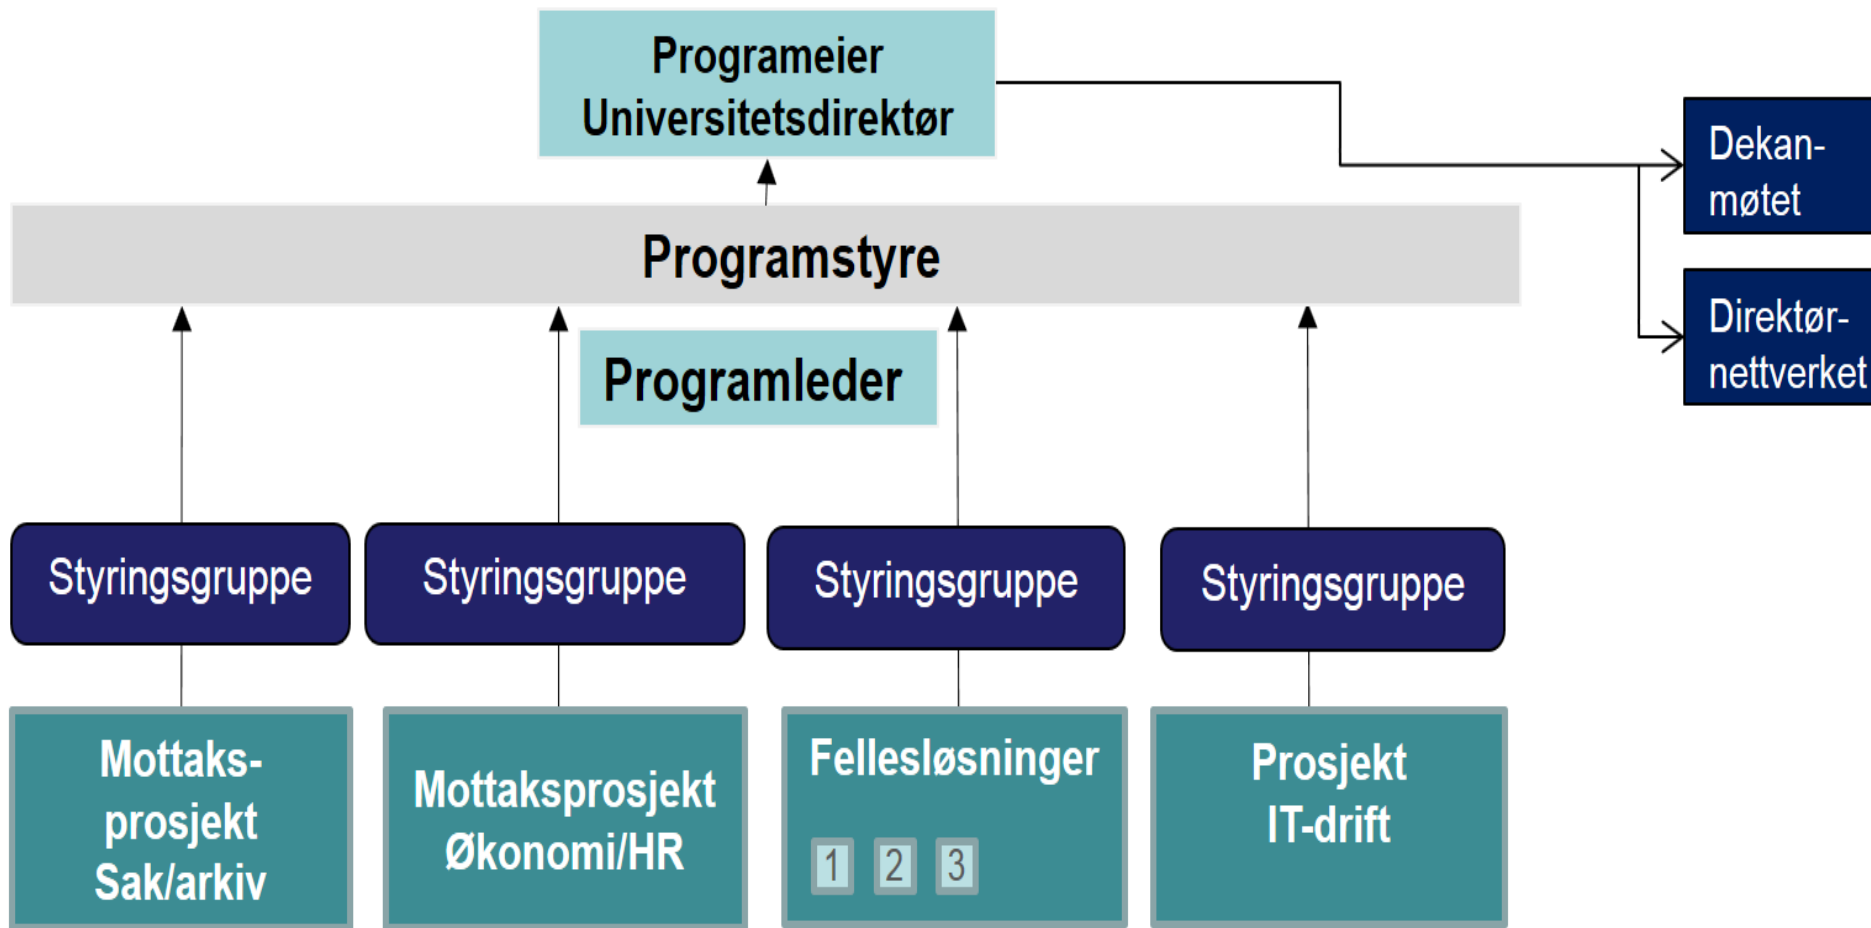 Programeier
Universitetsdirektør
Dekan-
møtet
Programstyre
Direktør-
nettverket
Programleder
Styringsgruppe
Styringsgruppe
Styringsgruppe
Styringsgruppe
Mottaks-
prosjekt
Sak/arkiv
Mottaksprosjekt
Økonomi/HR
Fellesløsninger
1 2 3
Prosjekt
IT-drift